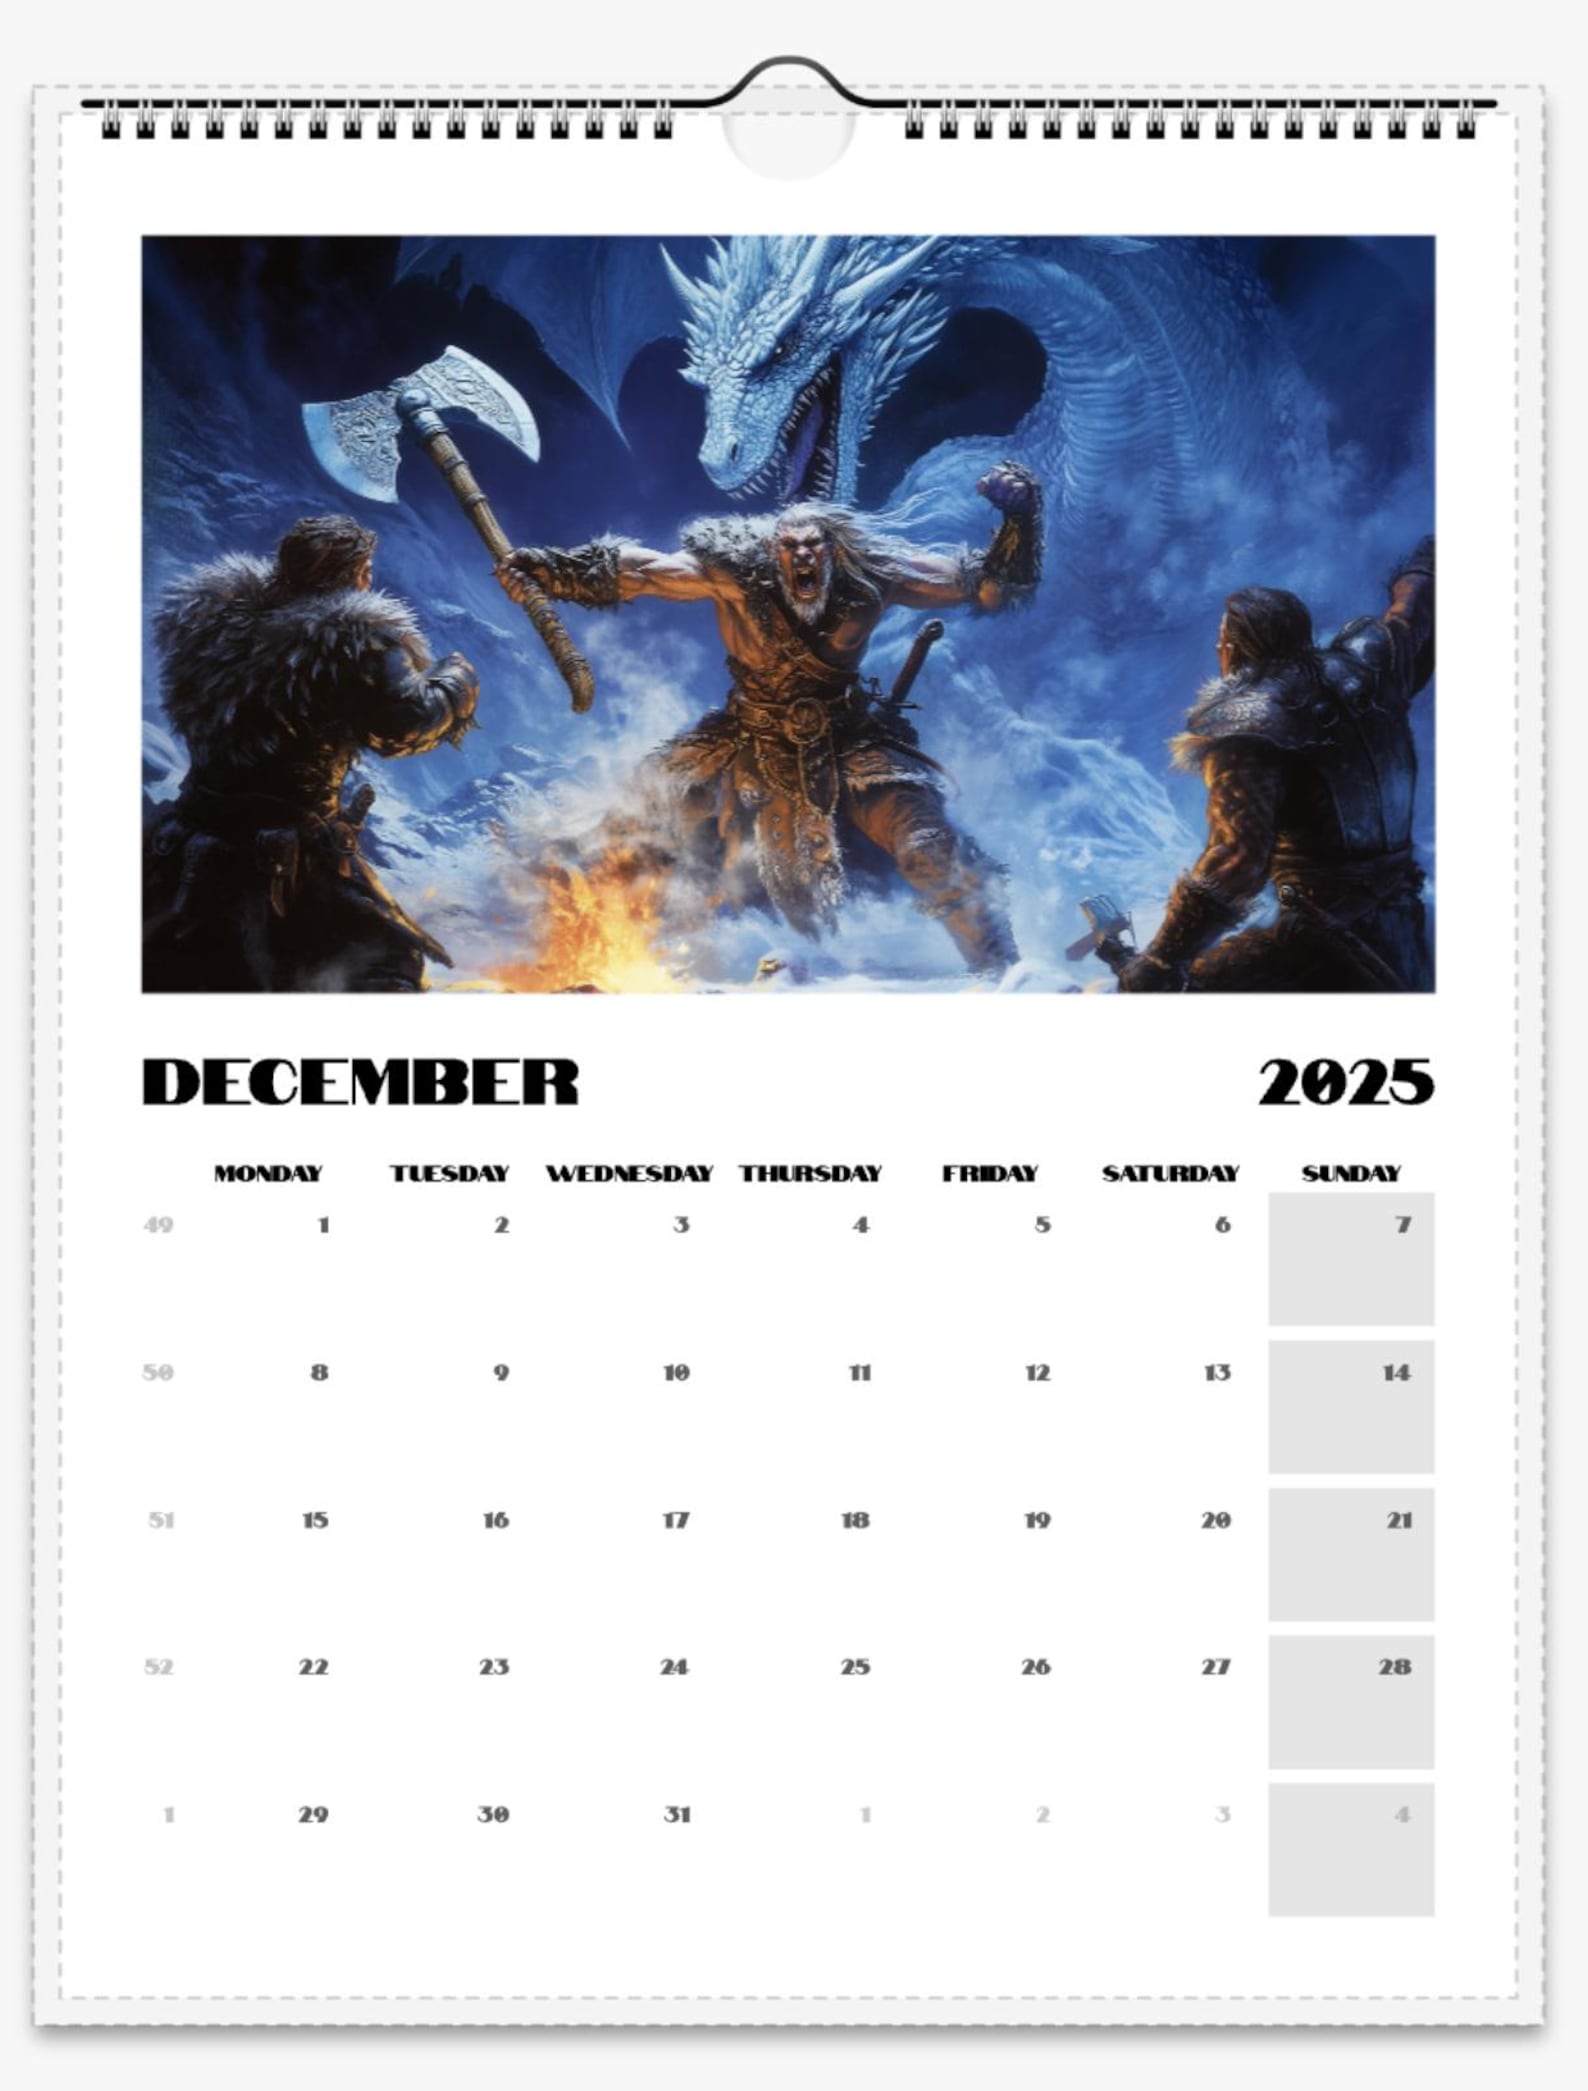 DECEMBER 2025
MONDAY TUESDAY WEDNESDAY THURSDAY FRIDAY SATURDAY SUNDAY
49 1 2 3 4 5 6 7
50 8 9 10 11 12 13 14
51 15 16 17 18 19 20 21
52 22 23 24 25 26 27 28
1 29 30 31 1 2 3 4